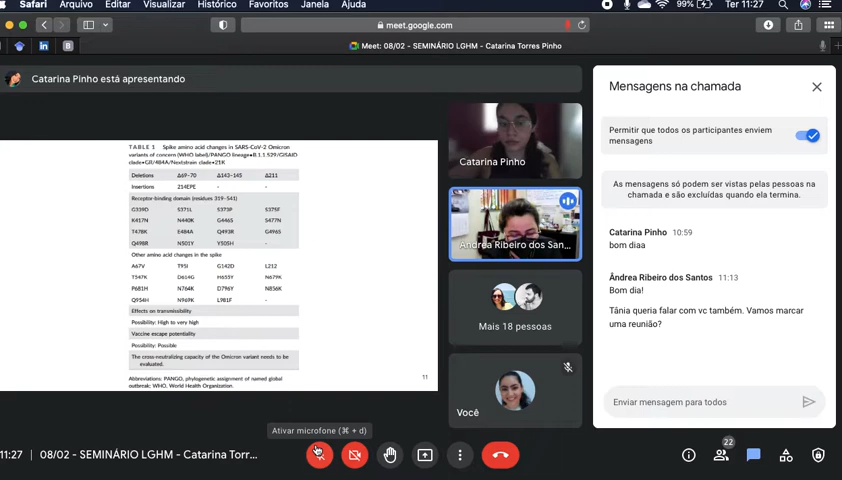 Safari Arquivo Editar Visualizar Histórico Favoritos Janela Ajuda
99% Ter 11:27
meet.google.com
Meet: 08/02 - SEMINÁRIO LGHM - Catarina Torres Pinho
Catarina Pinho está apresentando
TABLE 1 Spike amino acid changes in SARS-CoV-2 Omicron
variants of concern (WHO label)/PANGO lineage•B.1.1.529/GISAID
clade•GR/484A/Nextstrain clade•21K
Deletions Δ69-70 Δ143-145 Δ211
Insertions 214EPE - -
Receptor-binding domain (residues 319-541)
G339D S371L S373P S375F
K417N N440K G446S S477N
T478K E484A Q493R G496S
Q498R N501Y Y505H -
Other amino acid changes in the spike
A67V T95I G142D L212
T547K D614G H655Y N679K
P681H N764K D796Y N856K
Q954H N969K L981F -
Effects on transmissibility
Possibility: High to very high
Vaccine escape potentiality
Possibility: Possible
The cross-neutralizing capacity of the Omicron variant needs to be
evaluated.
Abbreviations: PANGO, phylogenetic assignment of named global
outbreak; WHO, World Health Organization.
11
Catarina Pinho
Andrea Ribeiro dos San...
Mais 18 pessoas
Você
Mensagens na chamada
Permitir que todos os participantes enviem
mensagens
As mensagens só podem ser vistas pelas pessoas na
chamada e são excluídas quando ela termina.
Catarina Pinho 10:59
bom diaa
Ândrea Ribeiro dos Santos 11:13
Bom dia!
Tânia queria falar com vc também. Vamos marcar
uma reunião?
Enviar mensagem para todos
Ativar microfone (⌘ + d)
11:27 | 08/02 - SEMINÁRIO LGHM - Catarina Torr...
22